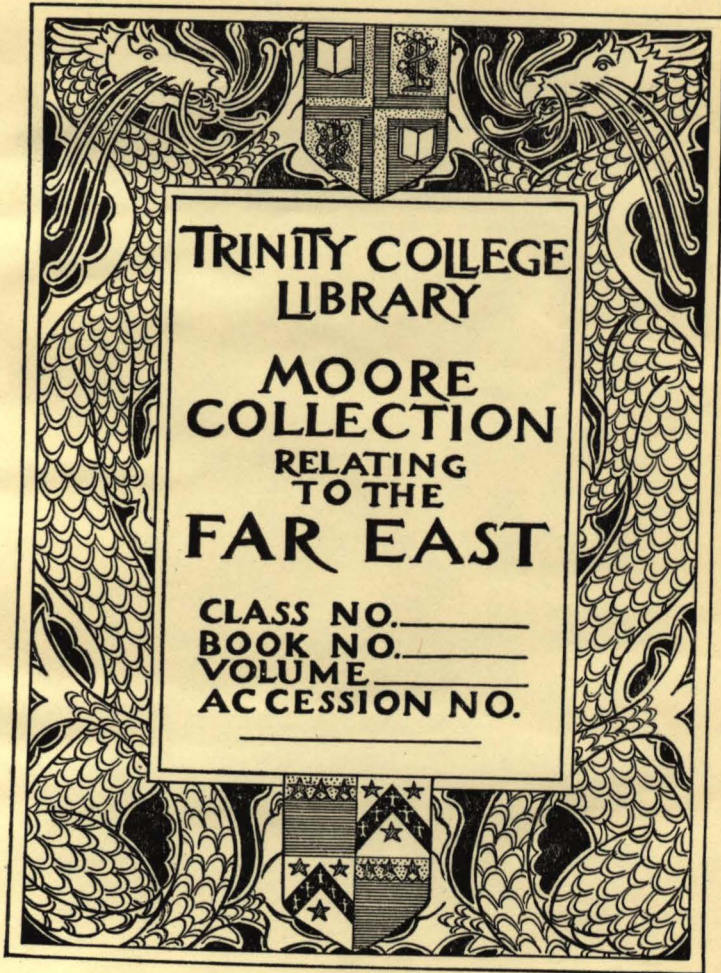 TRINITY COLLEGE
LIBRARY
MOORE
COLLECTION
RELATING
TO THE
FAR EAST
CLASS NO.
BOOK NO.
VOLUME
ACCESSION NO.